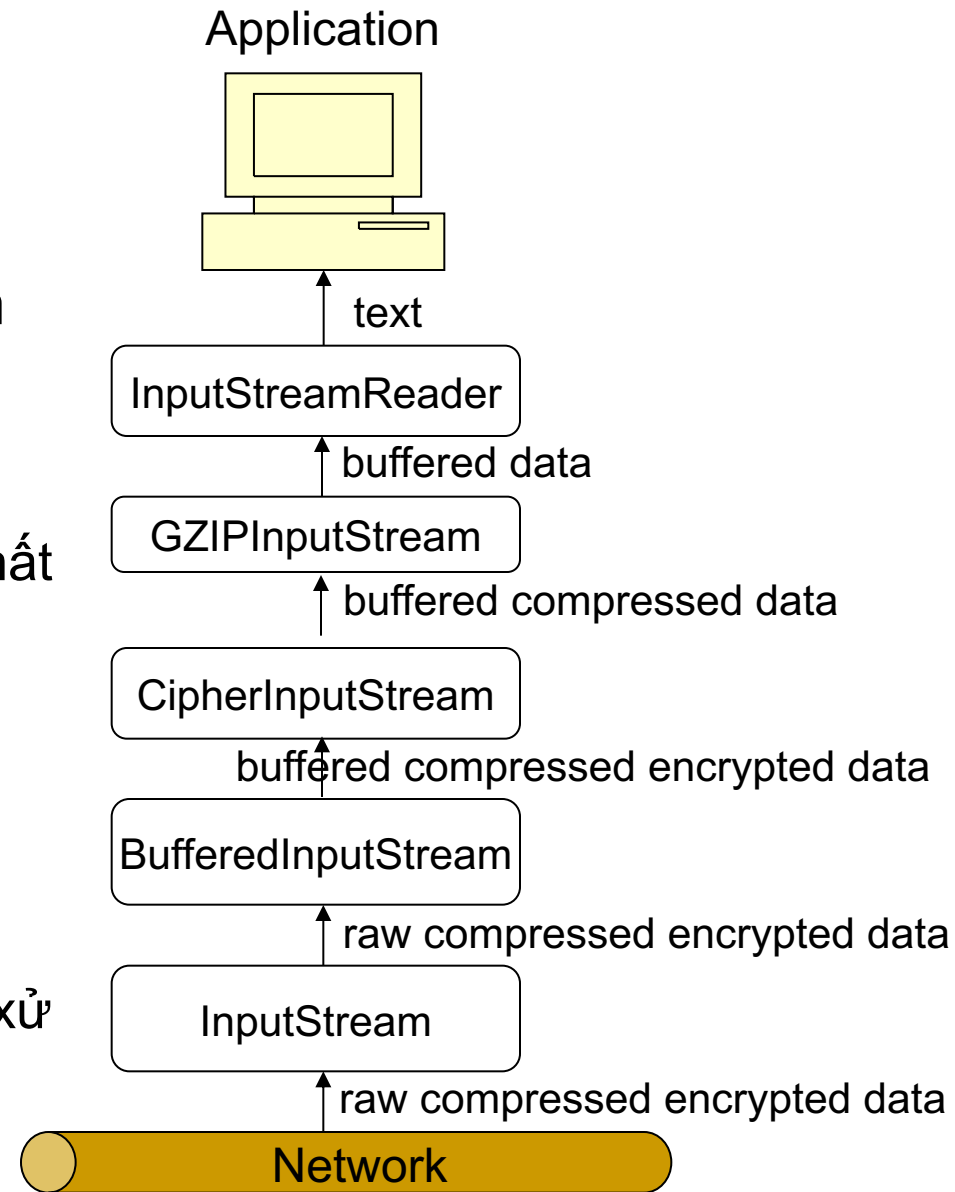 Application
text
InputStreamReader
buffered data
GZIPInputStream
buffered compressed data
CipherInputStream
buffered compressed encrypted data
BufferedInputStream
raw compressed encrypted data
xử
InputStream
raw compressed encrypted data
Network